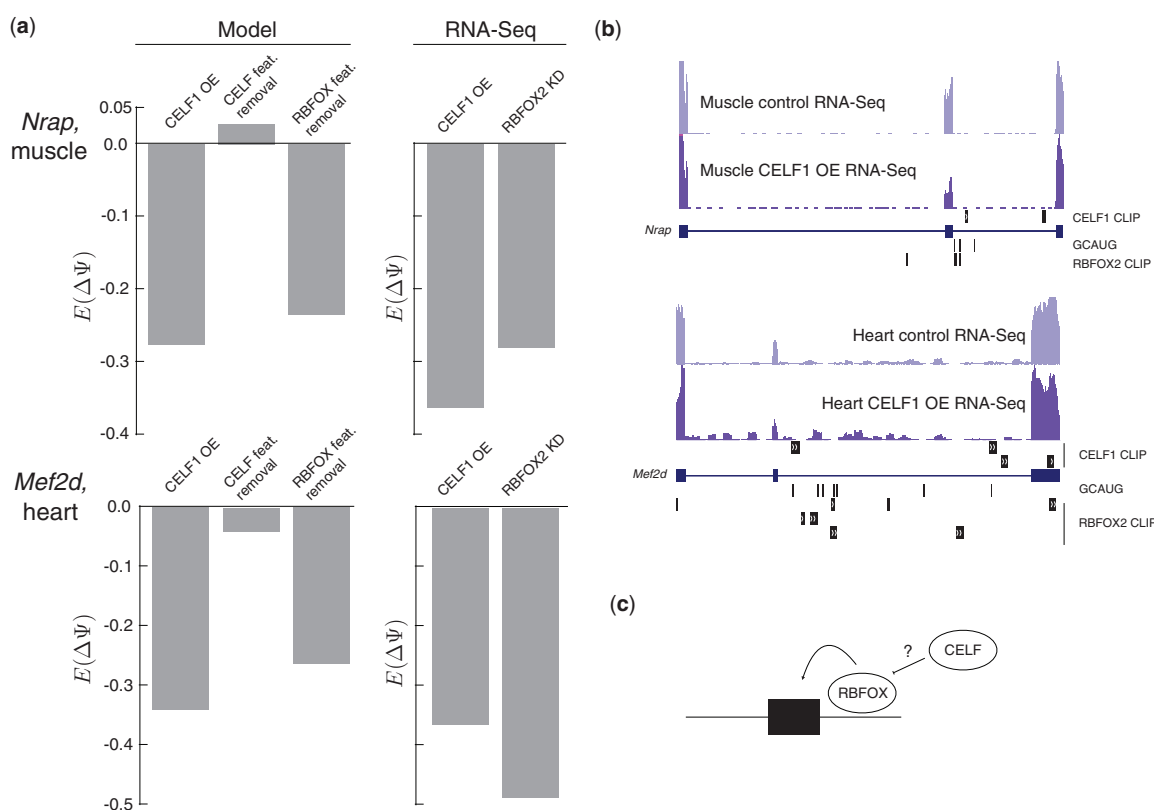 (a)
Model
RNA-Seq
CELF1 OE
CELF feat.
removal
RBFOX feat.
removal
CELF1 OE
RBFOX2 KD
Nrap,
muscle
0.05
0.0
-0.1
-0.2
-0.3
-0.4
E(ΔΨ)
E(ΔΨ)
Mef2d,
heart
CELF1 OE
CELF feat.
removal
RBFOX feat.
removal
CELF1 OE
RBFOX2 KD
0.0
-0.1
-0.2
-0.3
-0.4
-0.5
E(ΔΨ)
E(ΔΨ)
(b)
Muscle control RNA-Seq
Muscle CELF1 OE RNA-Seq
CELF1 CLIP
Nrap
GCAUG
RBFOX2 CLIP
Heart control RNA-Seq
Heart CELF1 OE RNA-Seq
CELF1 CLIP
Mef2d
GCAUG
RBFOX2 CLIP
(c)
?
CELF
RBFOX